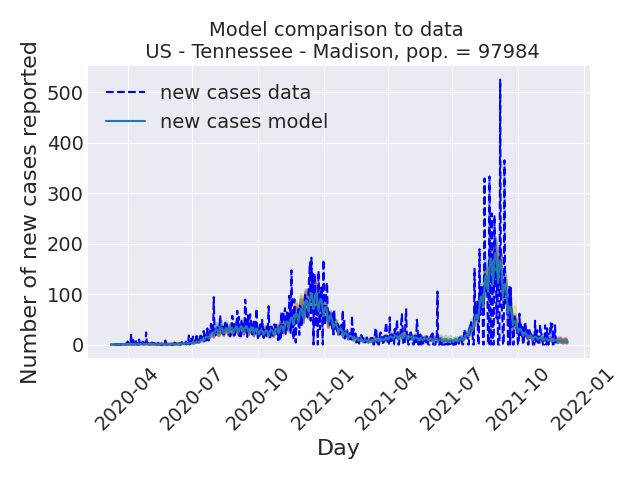 Model comparison to data
US - Tennessee - Madison, pop. = 97984
Number of new cases reported
500
400
300
200
100
0
new cases data
new cases model
2020-04
2020-07
2020-10
2021-01
2021-04
2021-07
2021-10
2022-01
Day